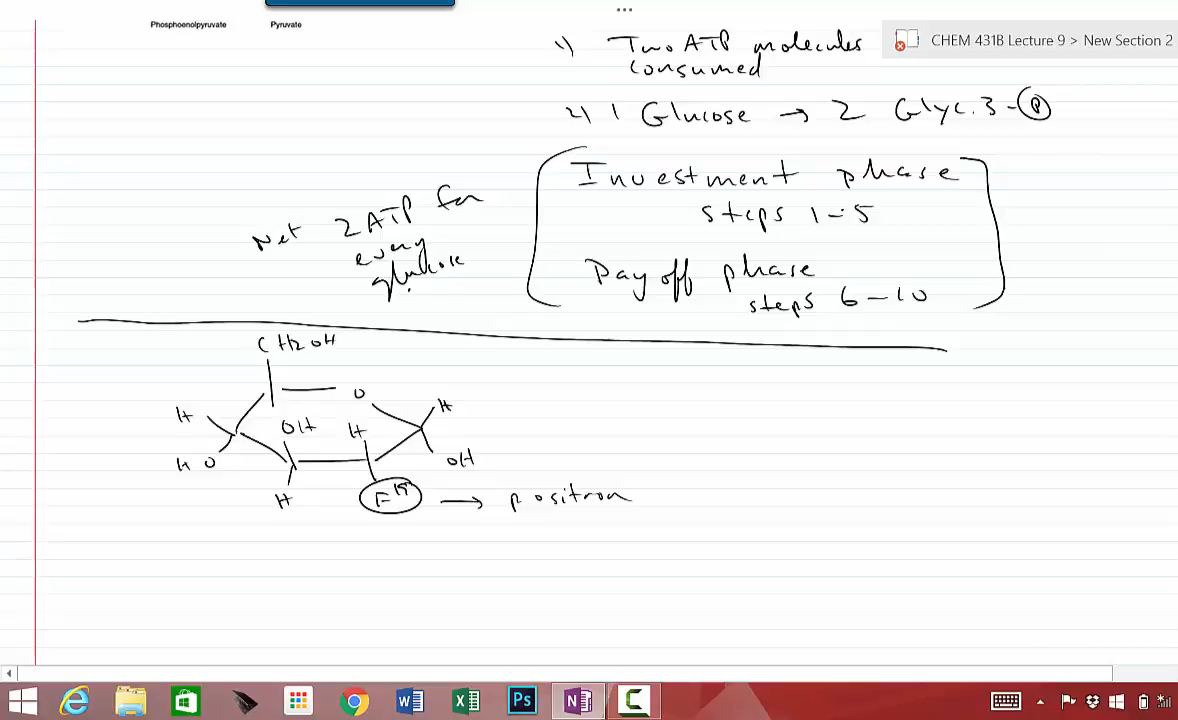 Phosphoenolpyruvate Pyruvate
CHEM 431B Lecture 9 > New Section 2
1) Two ATP molecules
consumed
2) 1 Glucose → 2 Glyc. 3-P
Investment phase
steps 1-5
Pay off phase
steps 6-10
Net 2 ATP for
every
glucose
CH2OH
O
H
OH
H
H
HO
OH
H
F → positron